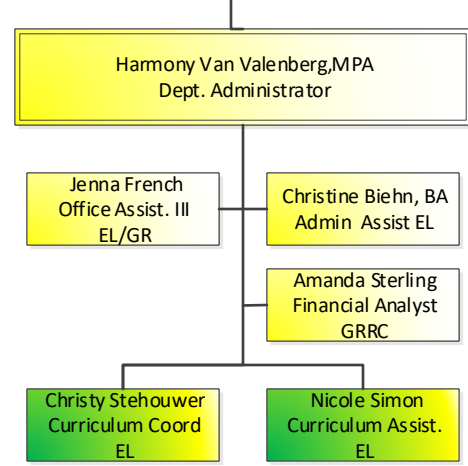 Harmony Van Valenberg,MPA
Dept. Administrator
Jenna French
Office Assist. III
EL/GR
Christine Biehn, BA
Admin Assist EL
Amanda Sterling
Financial Analyst
GRRC
Christy Stehouwer
Curriculum Coord
EL
Nicole Simon
Curriculum Assist.
EL